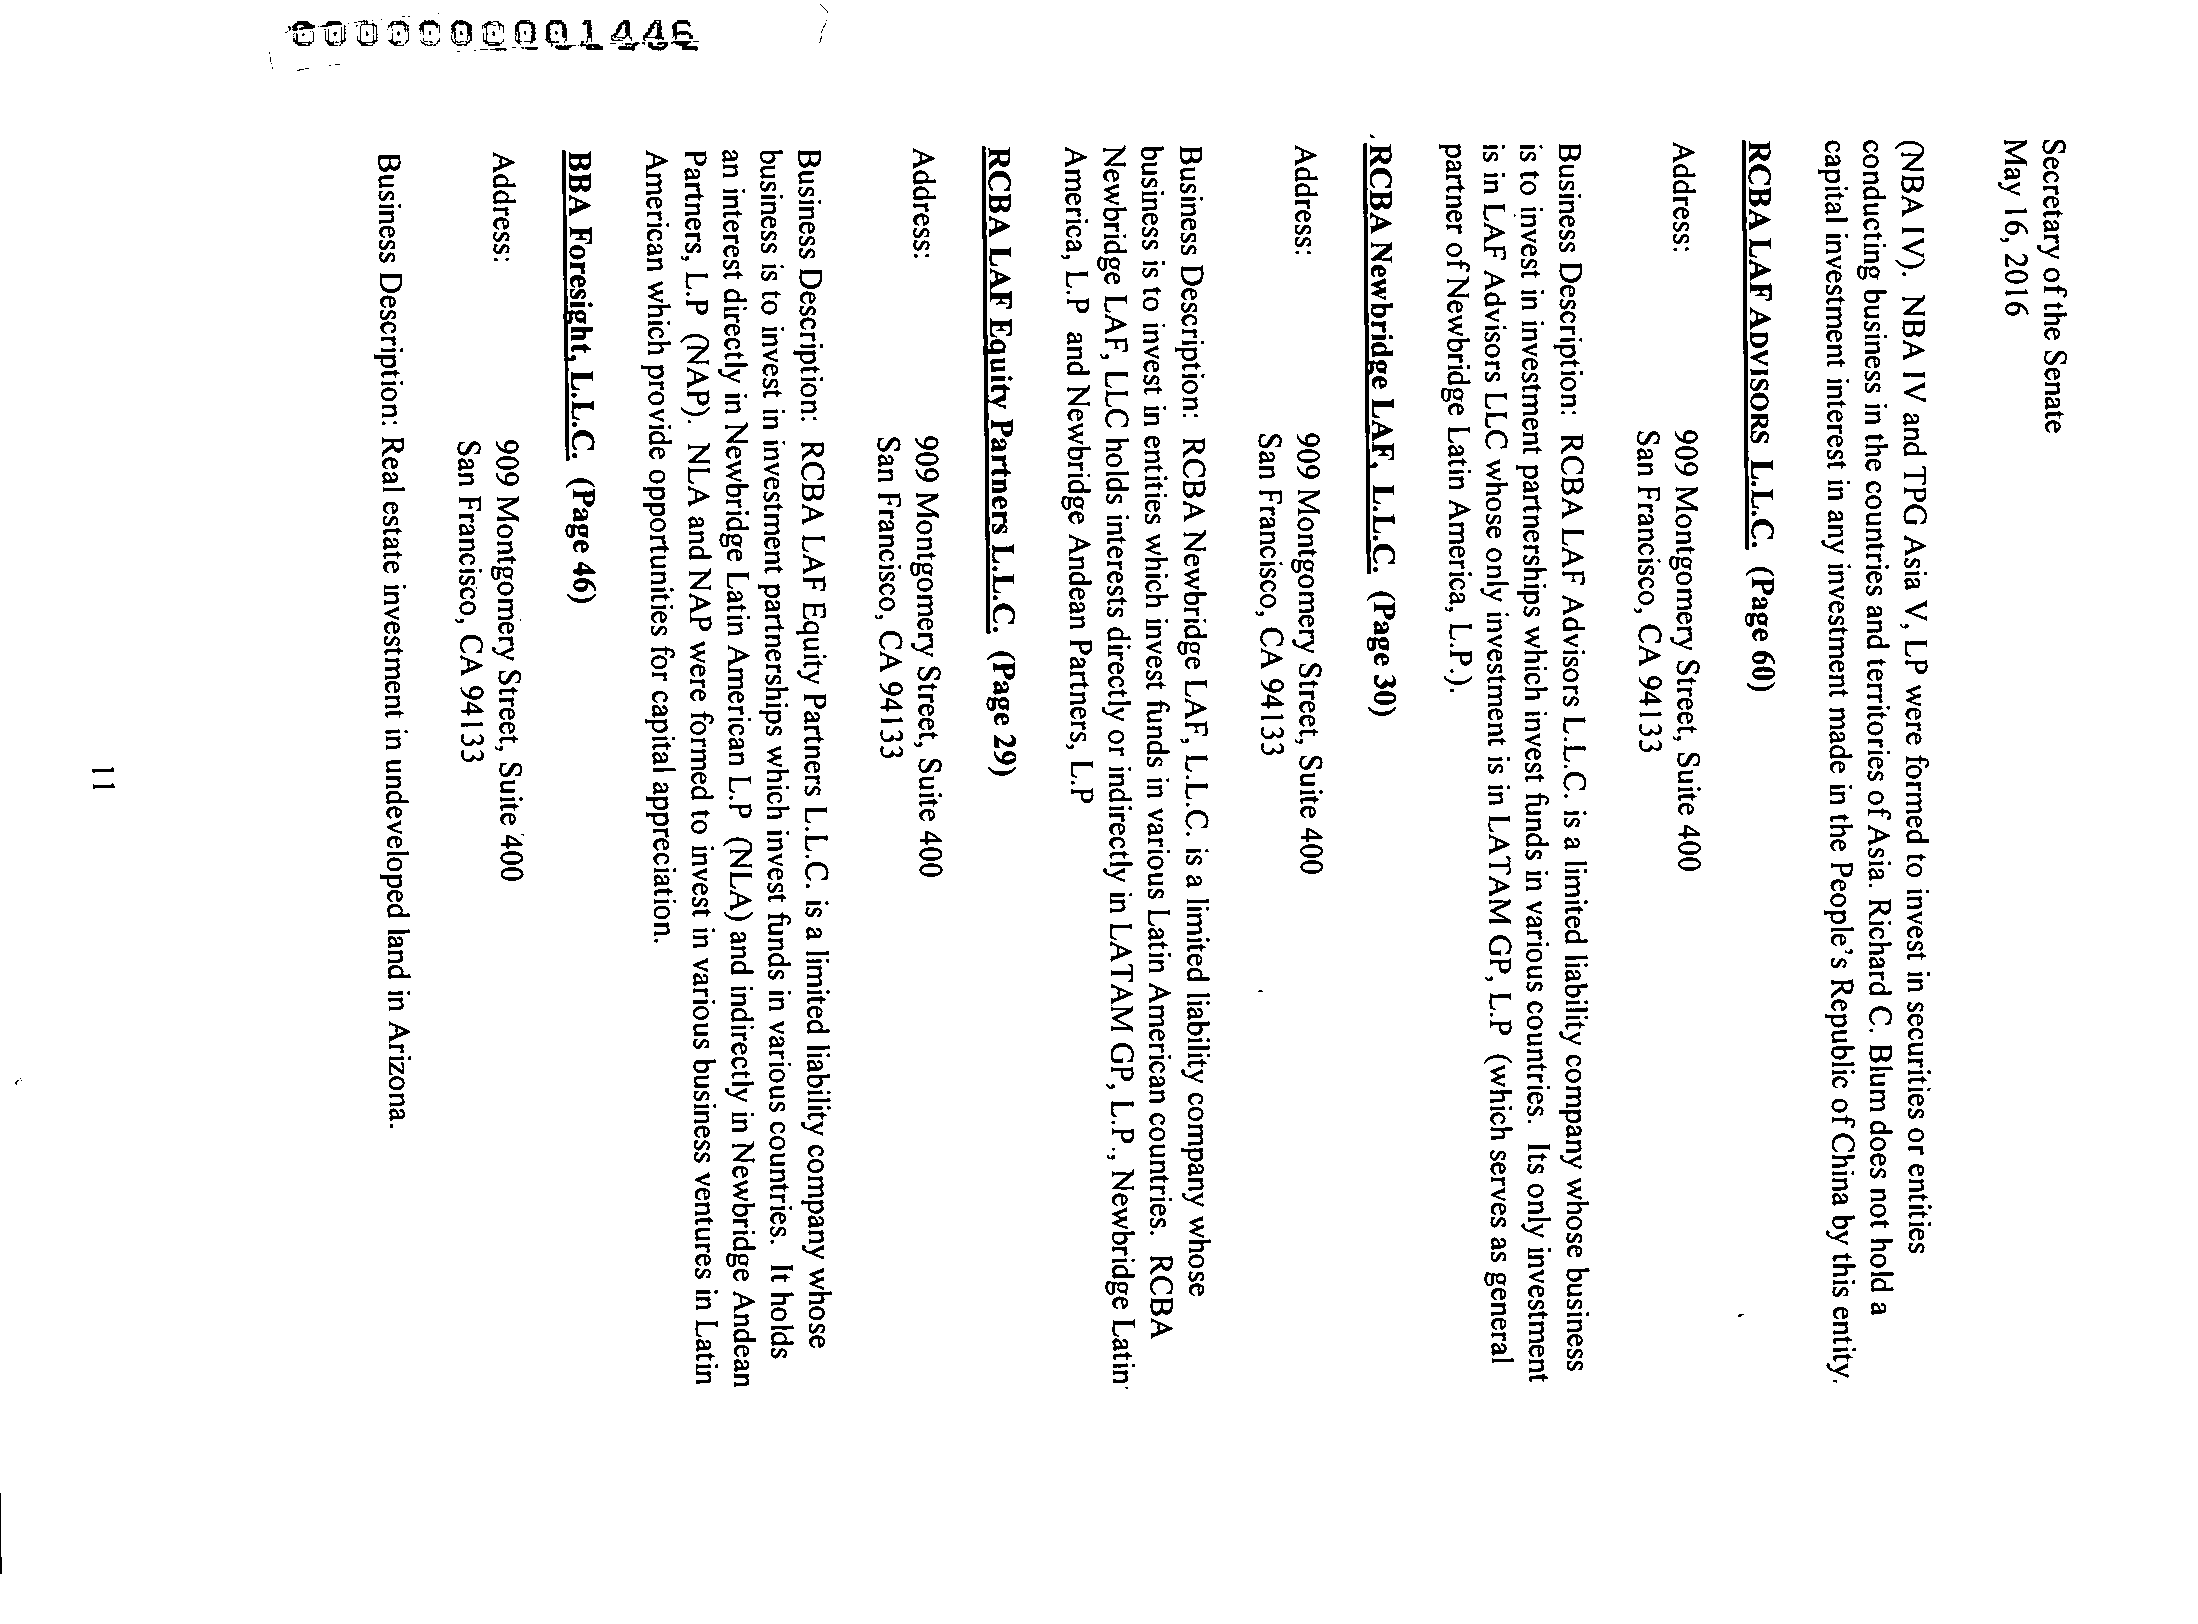 Secretary of the Senate
May 16, 2016
(NBA IV). NBA IV and TPG Asia V, LP were formed to invest in securities or entities
conducting business in the countries and territories of Asia. Richard C. Blum does not hold a
capital investment interest in any investment made in the People's Republic of China by this entity.
RCBA LAF ADVISORS L.L.C. (Page 60)
Address: 909 Montgomery Street, Suite 400
San Francisco, CA 94133
Business Description: RCBA LAF Advisors L.L.C. is a limited liability company whose business
is to invest in investment partnerships which invest funds in various countries. Its only investment
is in LAF Advisors LLC whose only investment is in LATAM GP, L.P (which serves as general
partner of Newbridge Latin America, L.P.).
RCBA Newbridge LAF, L.L.C. (Page 30)
Address: 909 Montgomery Street, Suite 400
San Francisco, CA 94133
Business Description: RCBA Newbridge LAF, L.L.C. is a limited liability company whose
business is to invest in entities which invest funds in various Latin American countries. RCBA
Newbridge LAF, LLC holds interests directly or indirectly in LATAM GP, L.P., Newbridge Latin
America, L.P and Newbridge Andean Partners, L.P
RCBA LAF Equity Partners L.L.C. (Page 29)
Address: 909 Montgomery Street, Suite 400
San Francisco, CA 94133
Business Description: RCBA LAF Equity Partners L.L.C. is a limited liability company whose
business is to invest in investment partnerships which invest funds in various countries. It holds
an interest directly in Newbridge Latin American L.P (NLA) and indirectly in Newbridge Andean
Partners, L.P (NAP). NLA and NAP were formed to invest in various business ventures in Latin
American which provide opportunities for capital appreciation.
BBA Foresight, L.L.C. (Page 46)
Address: 909 Montgomery Street, Suite 400
San Francisco, CA 94133
Business Description: Real estate investment in undeveloped land in Arizona.
11
0000000001446